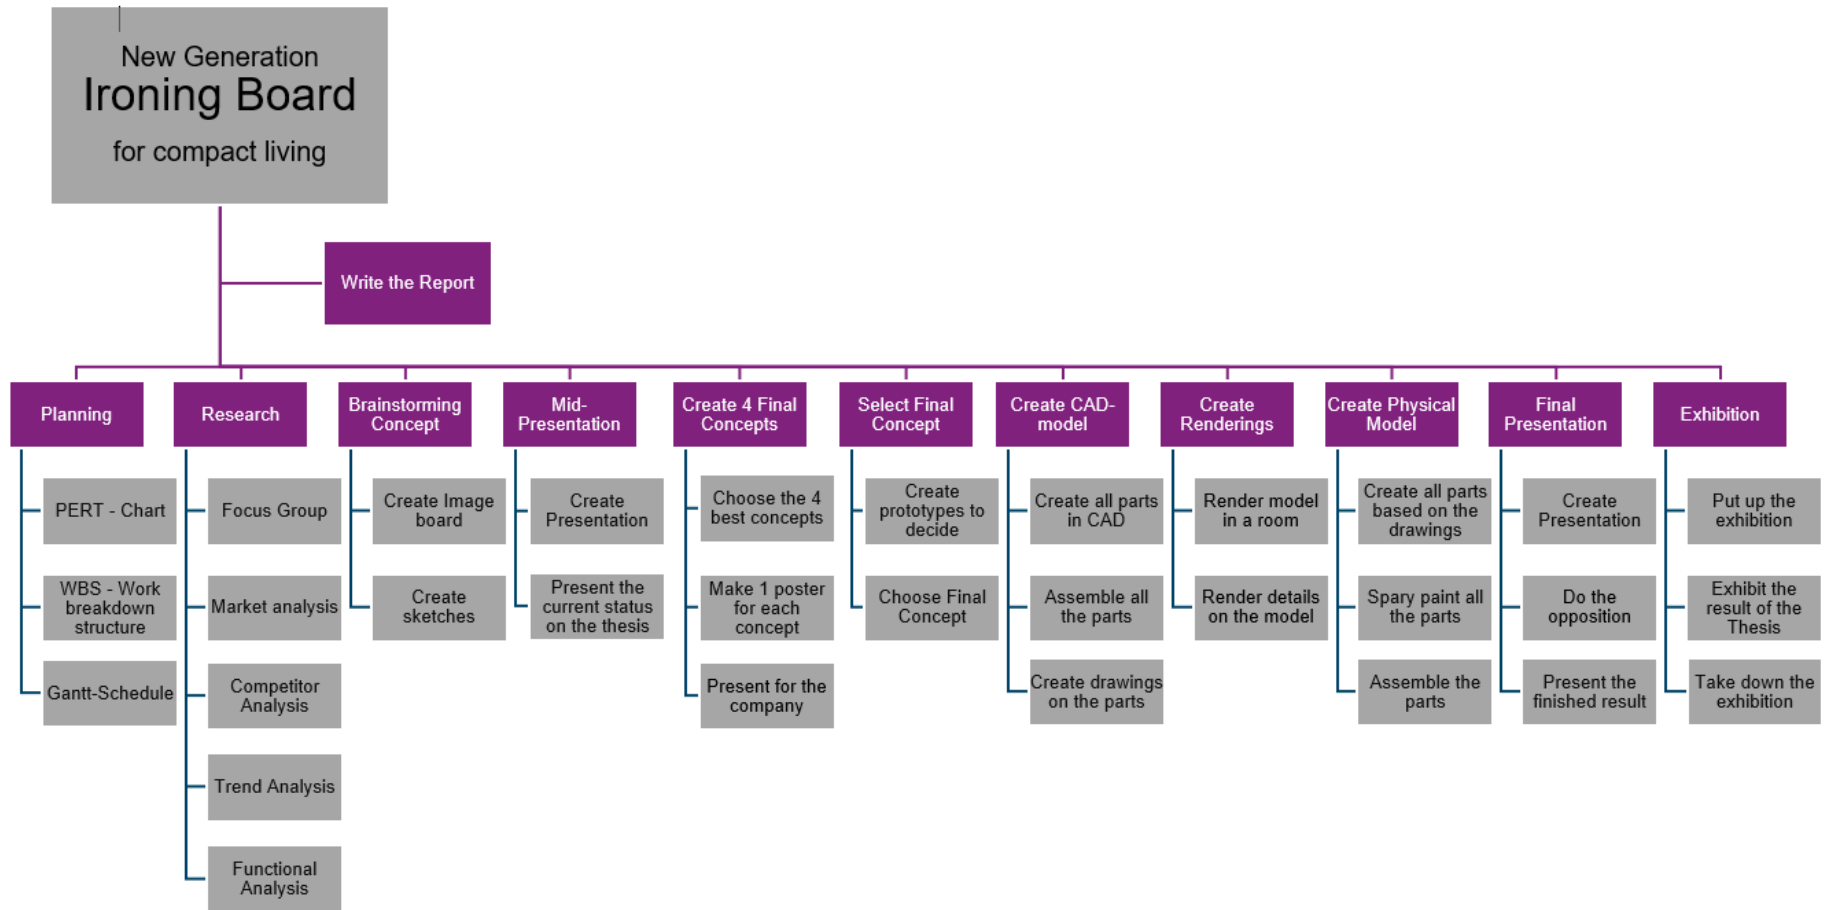 New Generation
Ironing Board
for compact living
Write the Report
Planning
PERT - Chart
WBS - Work
breakdown
structure
Gantt-Schedule
Research
Focus Group
Market analysis
Competitor
Analysis
Trend Analysis
Functional
Analysis
Brainstorming
Concept
Create Image
board
Create
sketches
Mid-
Presentation
Create
Presentation
Present the
current status
on the thesis
Create 4 Final
Concepts
Choose the 4
best concepts
Make 1 poster
for each
concept
Present for the
company
Select Final
Concept
Create
prototypes to
decide
Choose Final
Concept
Create CAD-
model
Create all parts
in CAD
Assemble all
the parts
Create drawings
on the parts
Create
Renderings
Render model
in a room
Render details
on the model
Create Physical
Model
Create all parts
based on the
drawings
Spary paint all
the parts
Assemble the
parts
Final
Presentation
Create
Presentation
Do the
opposition
Present the
finished result
Exhibition
Put up the
exhibition
Exhibit the
result of the
Thesis
Take down the
exhibition